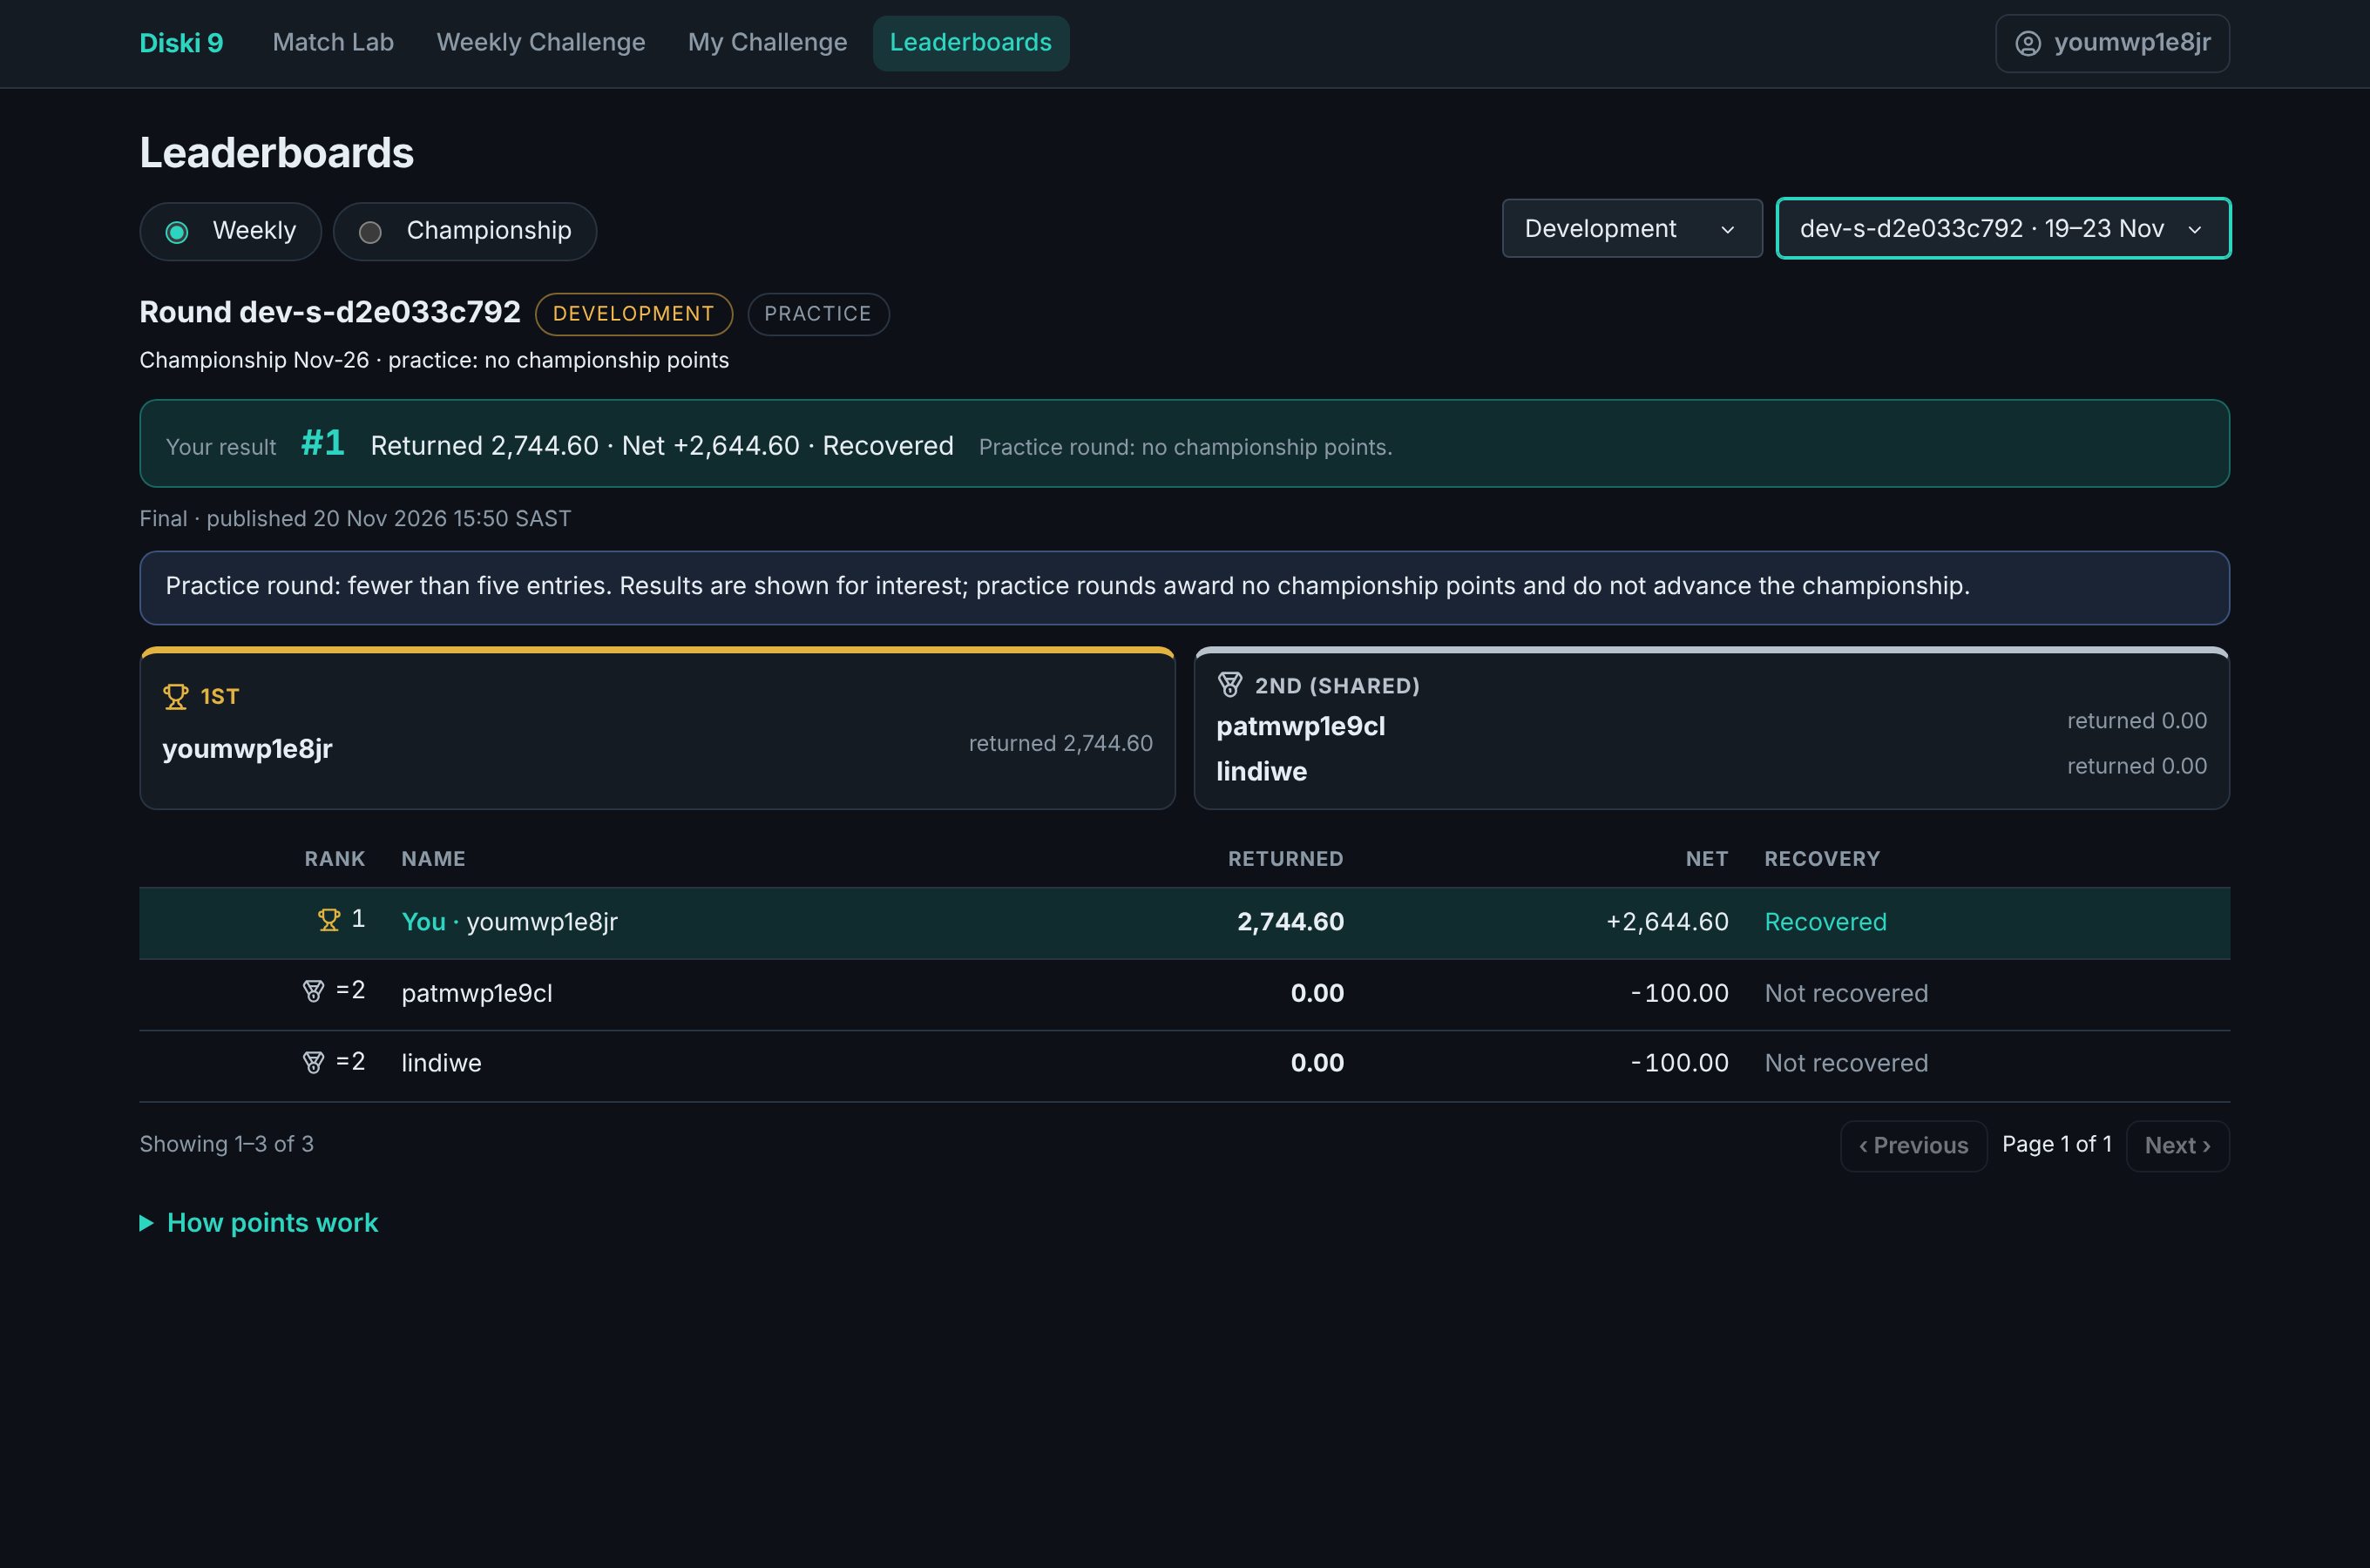 Diski 9 Match Lab Weekly Challenge My Challenge Leaderboards youmwp1e8jr
Leaderboards
Weekly Championship Development dev-s-d2e033c792 · 19–23 Nov
Round dev-s-d2e033c792 DEVELOPMENT PRACTICE
Championship Nov-26 · practice: no championship points
Your result #1 Returned 2,744.60 · Net +2,644.60 · Recovered Practice round: no championship points.
Final · published 20 Nov 2026 15:50 SAST
Practice round: fewer than five entries. Results are shown for interest; practice rounds award no championship points and do not advance the championship.
1ST
youmwp1e8jr returned 2,744.60
2ND (SHARED)
patmwp1e9cl returned 0.00
lindiwe returned 0.00
RANK NAME RETURNED NET RECOVERY
1 You · youmwp1e8jr 2,744.60 +2,644.60 Recovered
=2 patmwp1e9cl 0.00 -100.00 Not recovered
=2 lindiwe 0.00 -100.00 Not recovered
Showing 1–3 of 3 ‹ Previous Page 1 of 1 Next ›
▶ How points work